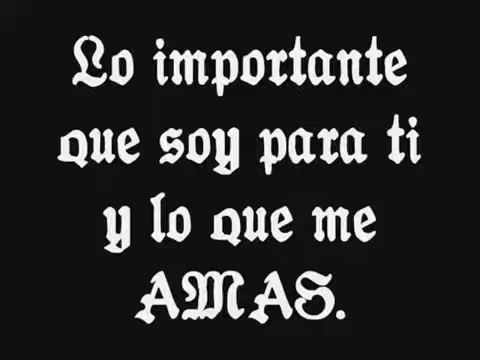 Lo importante
que soy para ti
y lo que me
AMAS.